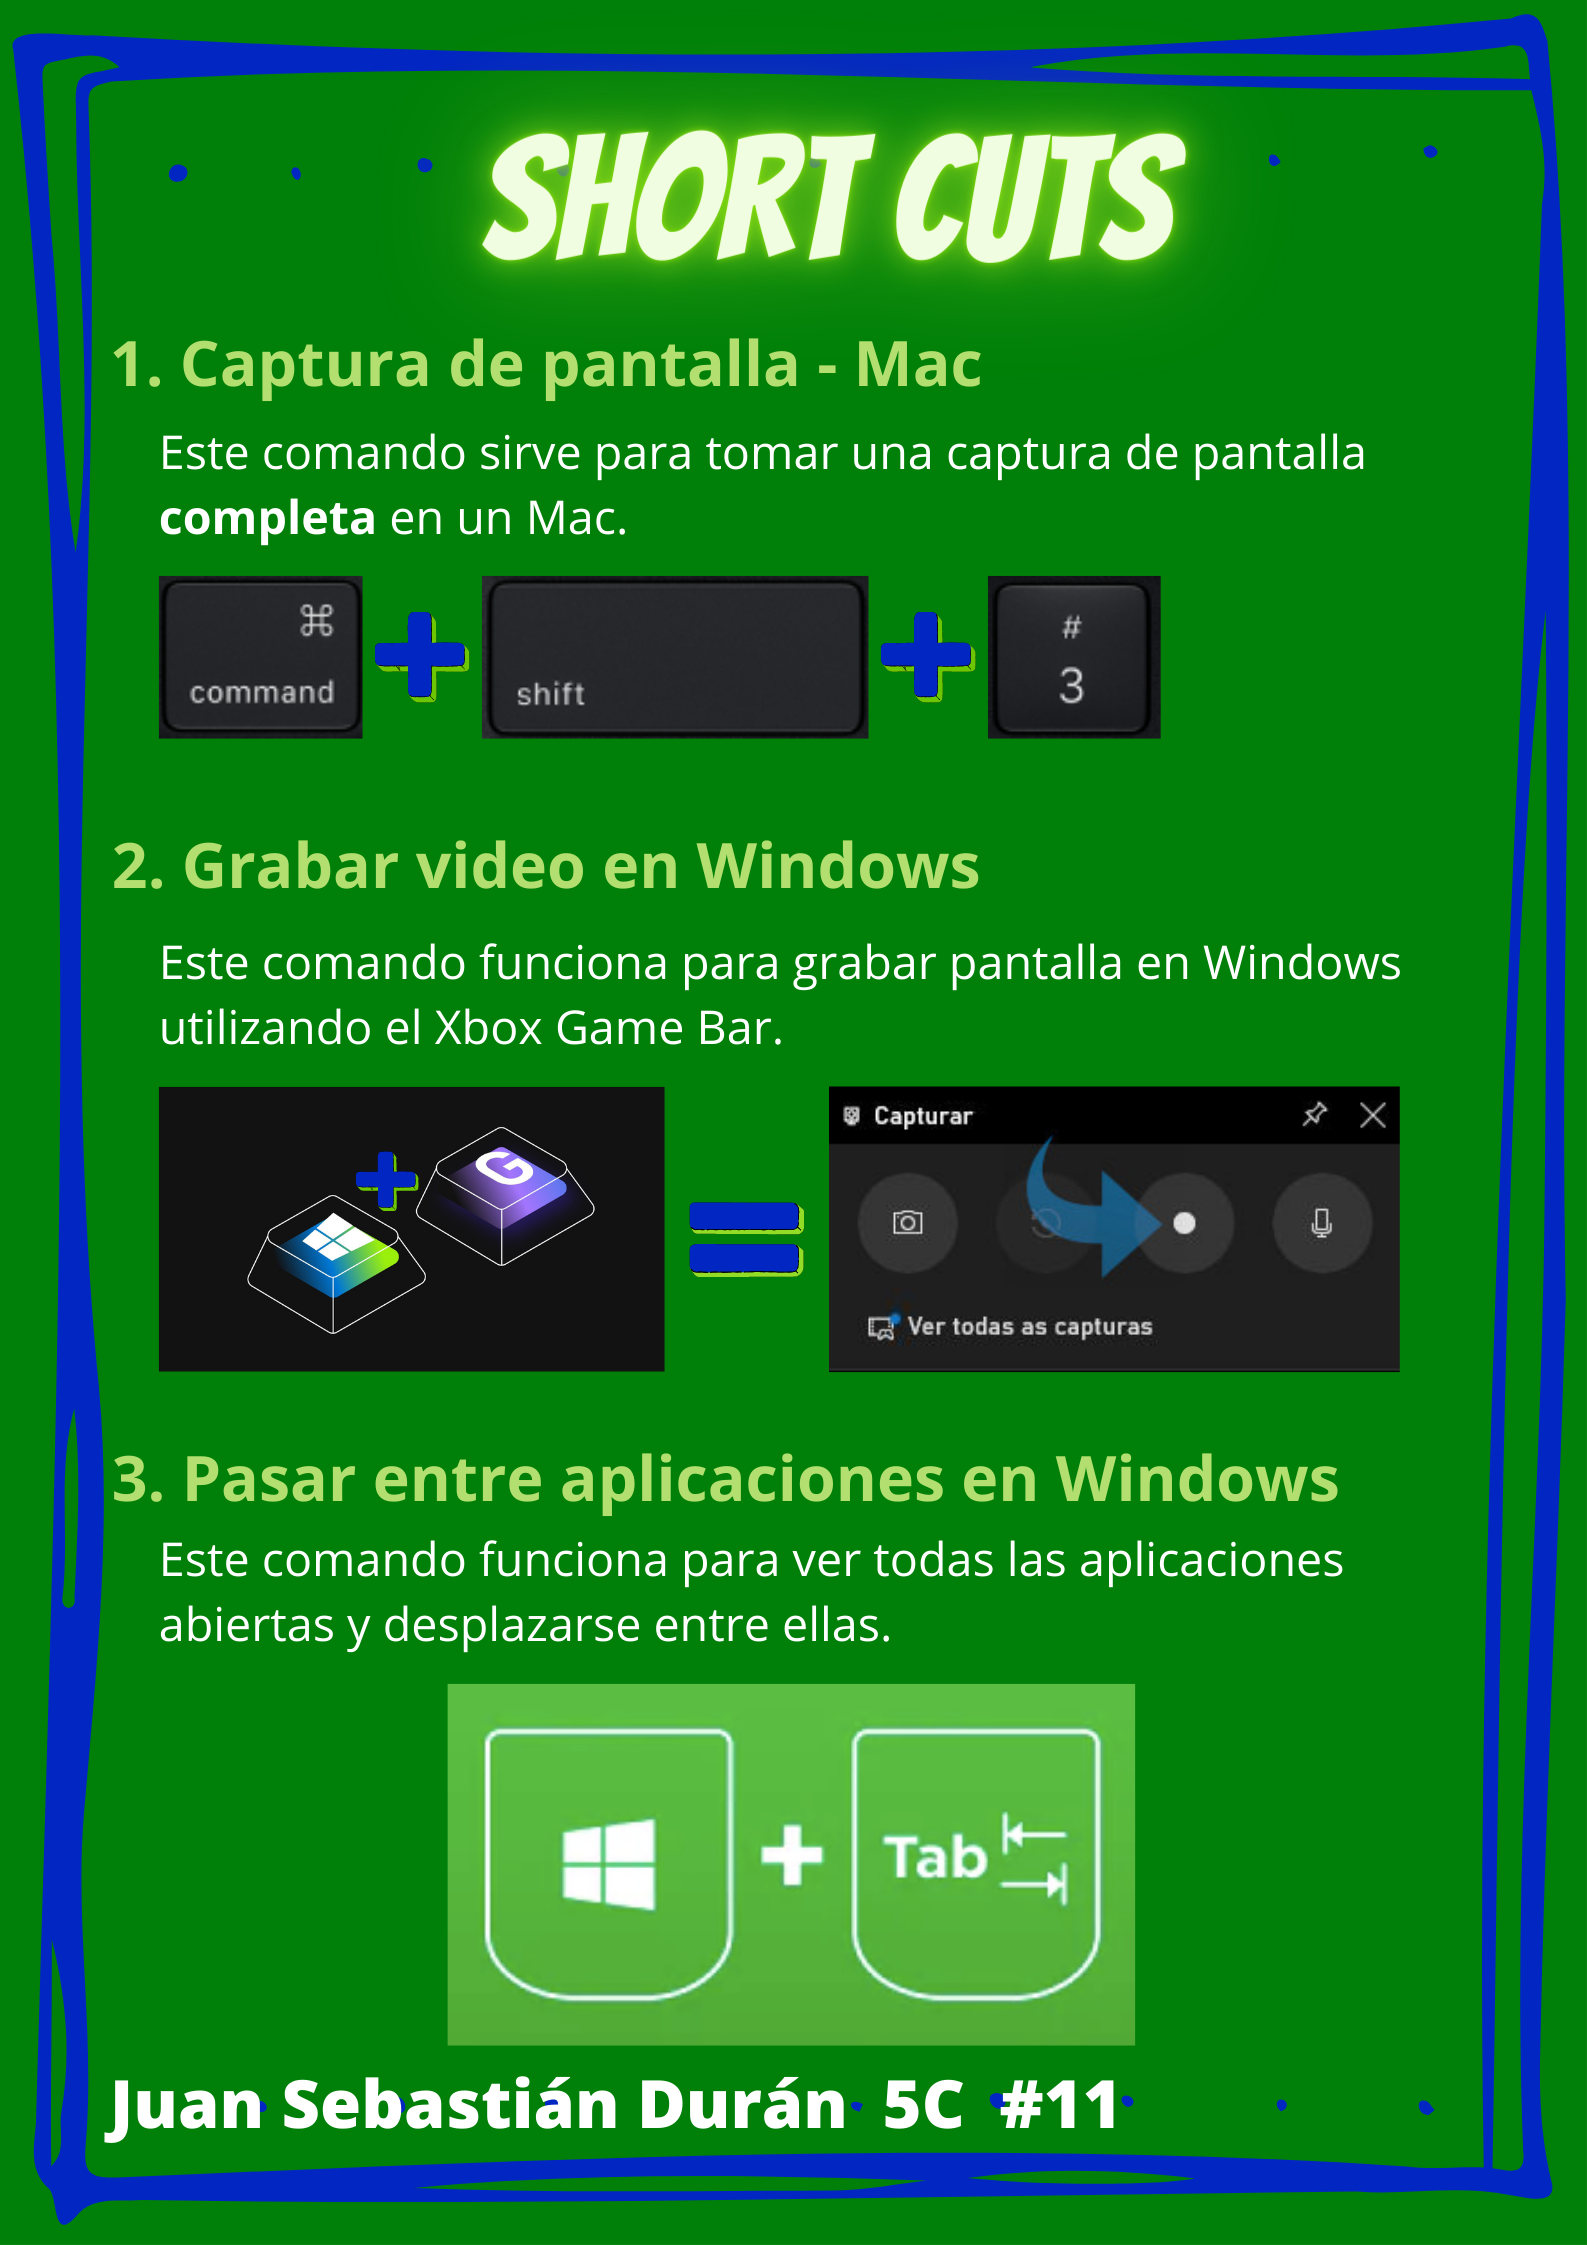 SHORT CUTS
1. Captura de pantalla - Mac
Este comando sirve para tomar una captura de pantalla
completa en un Mac.
⌘
command
+
shift
+
#
3
2. Grabar video en Windows
Este comando funciona para grabar pantalla en Windows
utilizando el Xbox Game Bar.
+ G
=
Capturar
Ver todas as capturas
3. Pasar entre aplicaciones en Windows
Este comando funciona para ver todas las aplicaciones
abiertas y desplazarse entre ellas.
+ Tab
Juan Sebastián Durán 5C #11